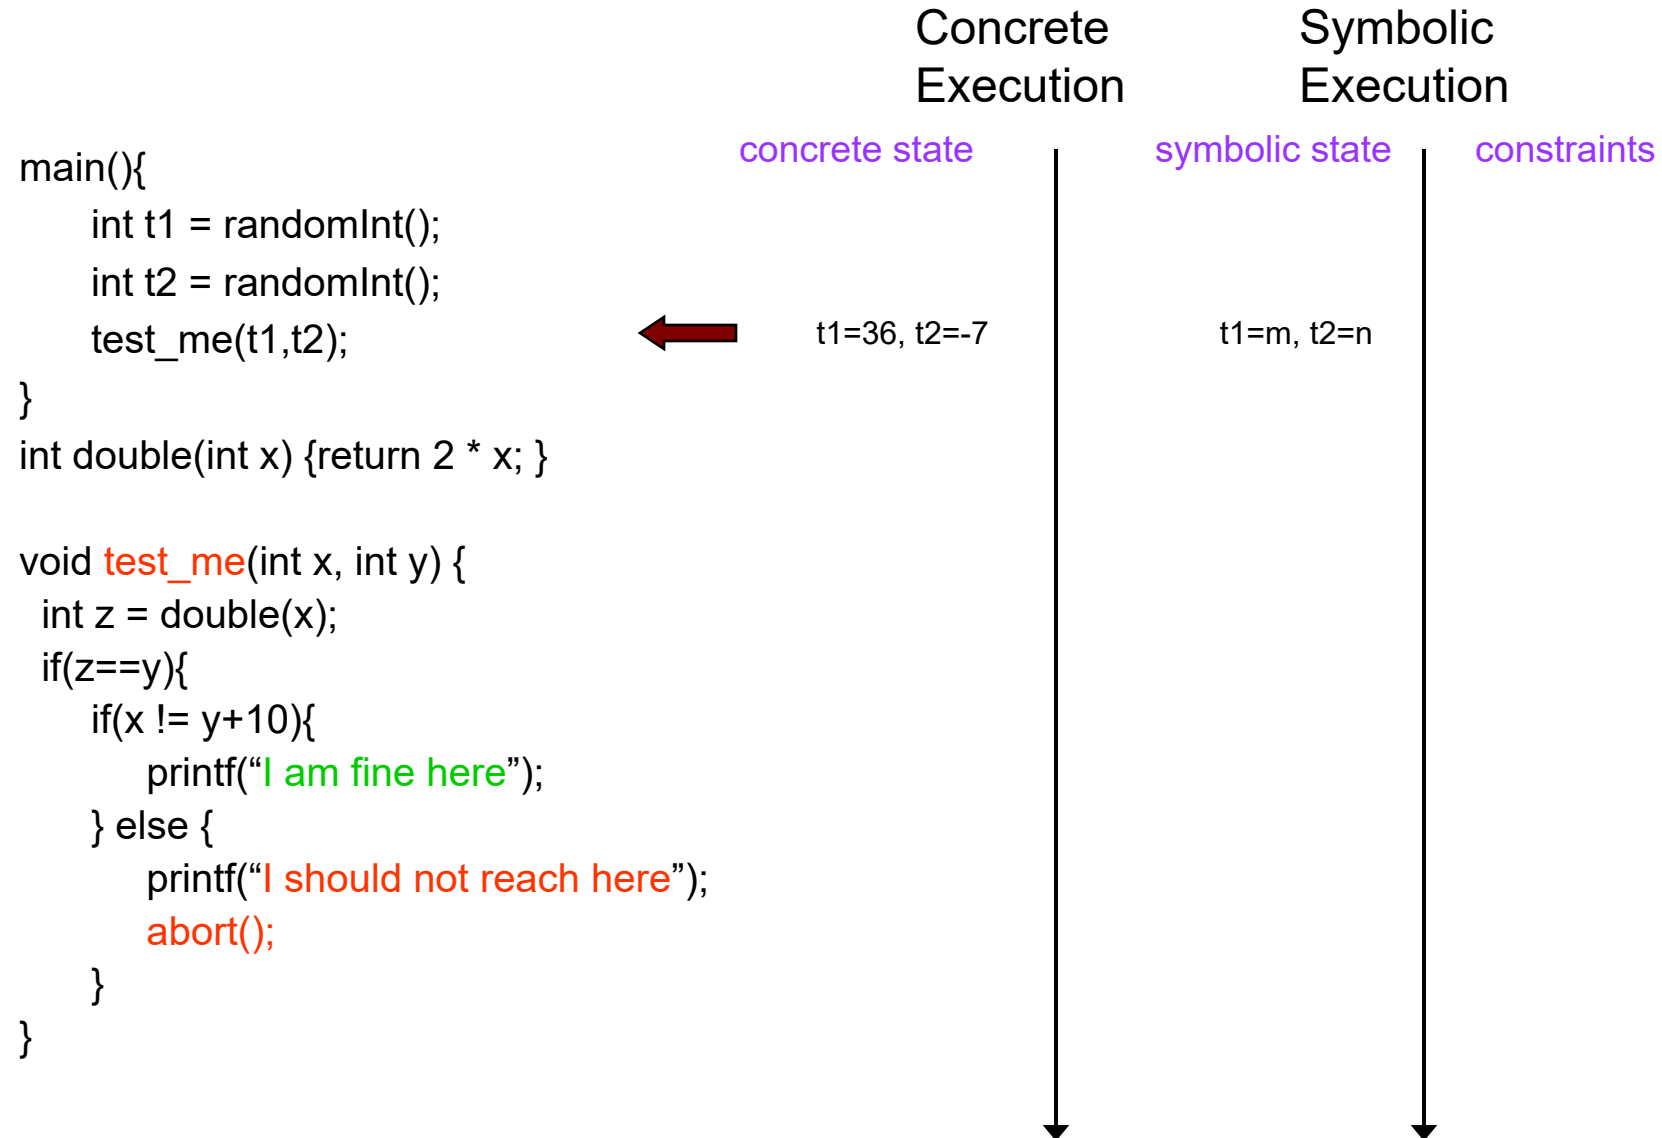 Concrete
Execution
Symbolic
Execution
concrete state
symbolic state
constraints
main(){
int t1 = randomInt();
int t2 = randomInt();
test_me(t1,t2);
t1=36, t2=-7
t1=m, t2=n
}
int double(int x) {return 2 * x; }
void test_me(int x, int y) {
int z = double(x);
if(z==y){
if(x != y+10){
printf(“I am fine here”);
} else {
printf(“I should not reach here”);
abort();
}
}